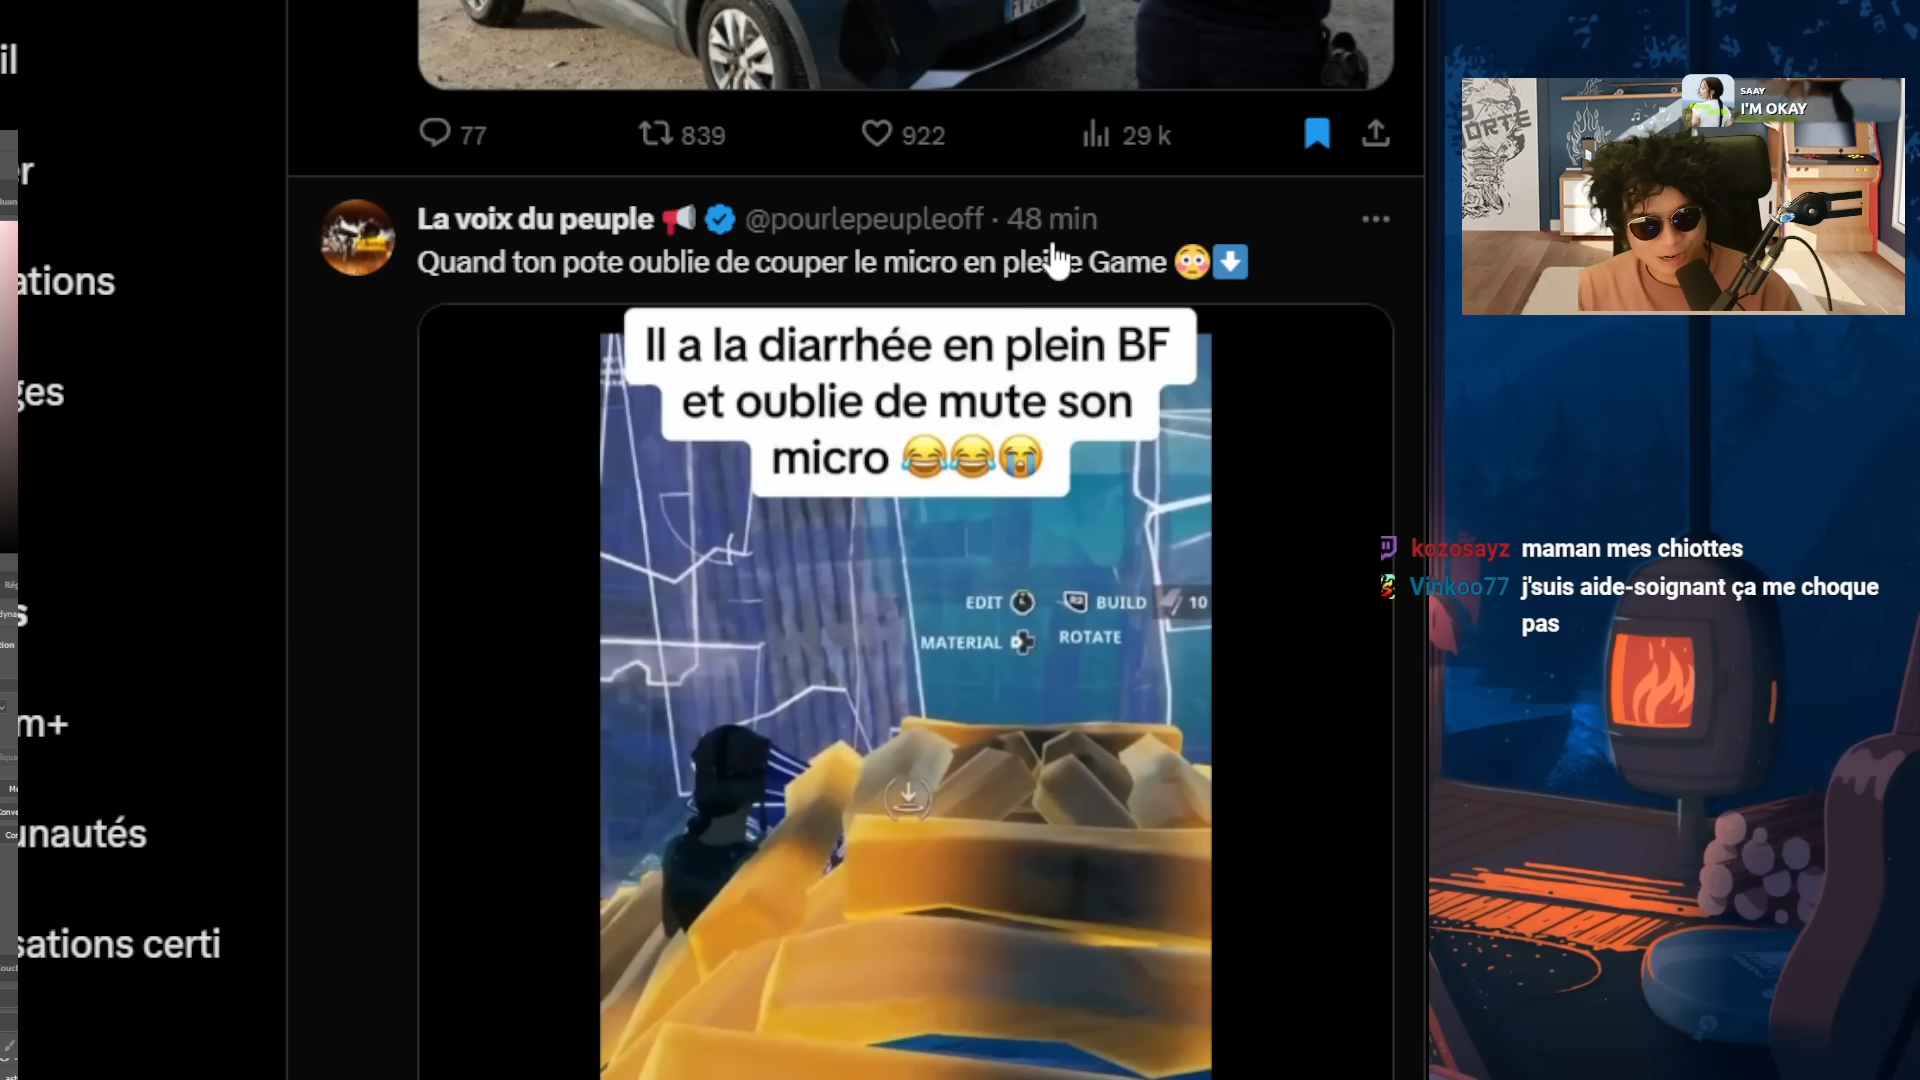 il
er
ations
ges
s
m+
unautés
sations certi
77
839
922
29 k
La voix du peuple @pourlepeupleoff · 48 min
Quand ton pote oublie de couper le micro en pleine Game
Il a la diarrhée en plein BF
et oublie de mute son
micro
EDIT
BUILD
10
MATERIAL
ROTATE
SAAY
I'M OKAY
kozosayz maman mes chiottes
Vinkoo77 j'suis aide-soignant ça me choque
pas